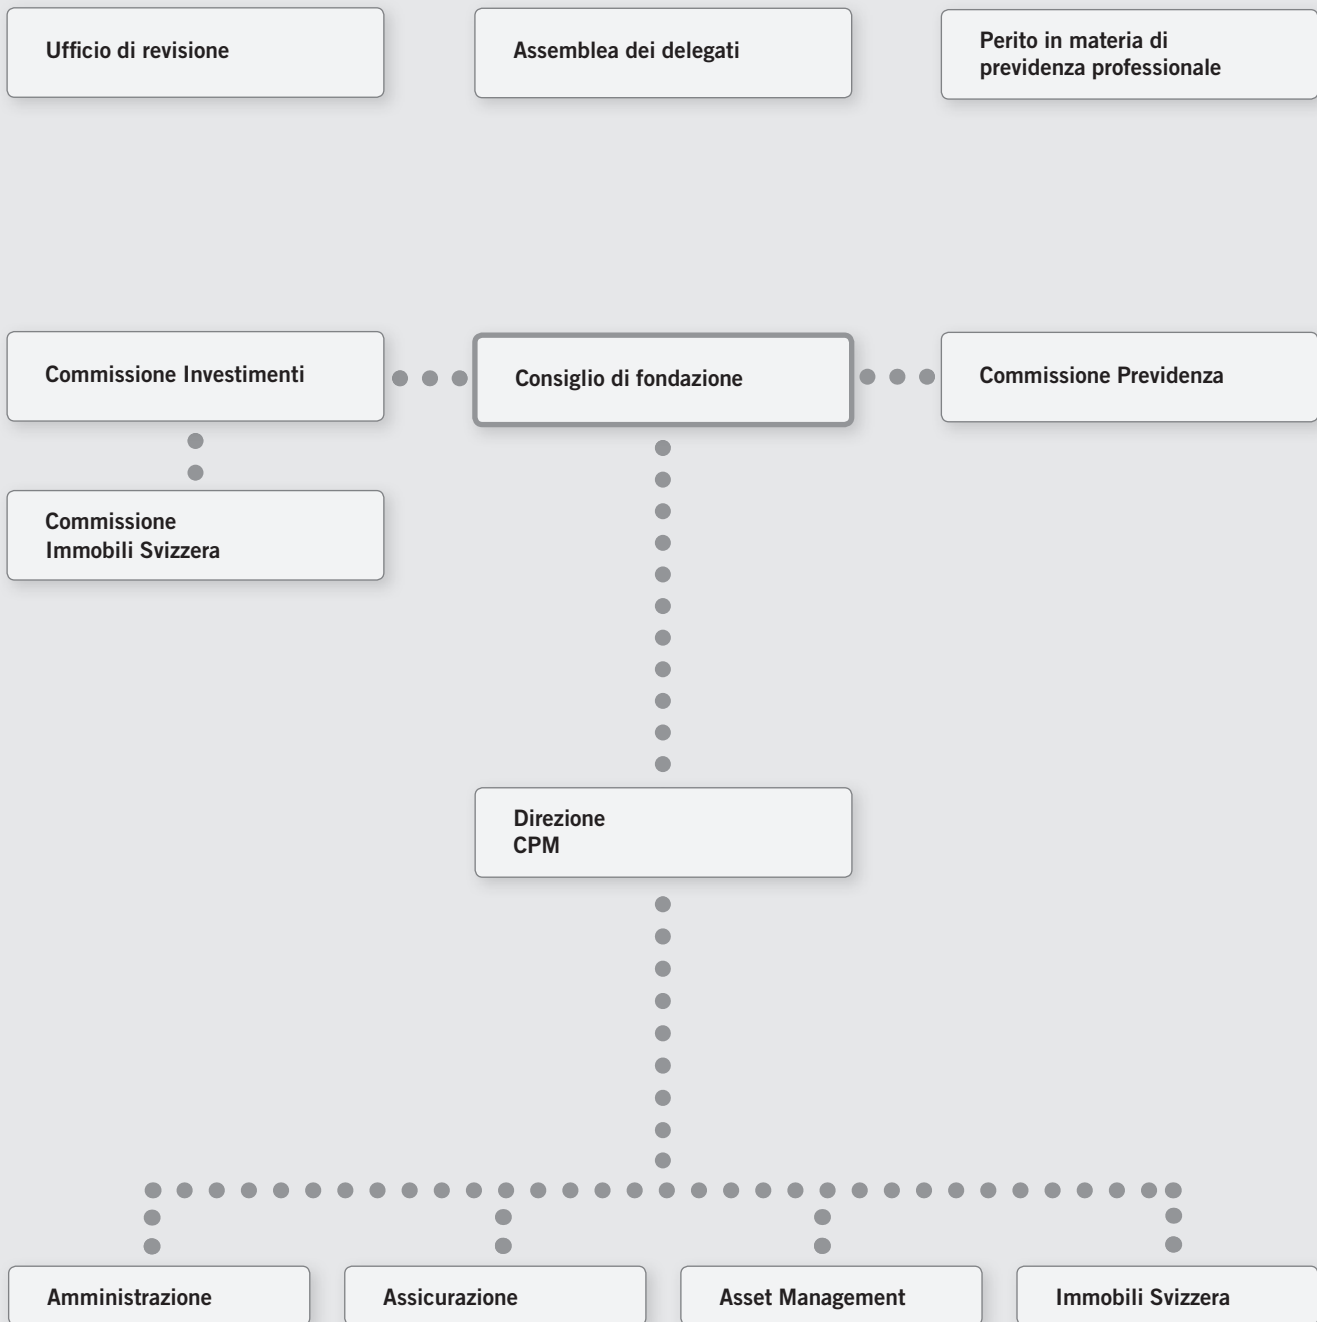 Ufficio di revisione
Assemblea dei delegati
Perito in materia di
previdenza professionale
Commissione Investimenti
Consiglio di fondazione
Commissione Previdenza
Commissione
Immobili Svizzera
Direzione
CPM
Amministrazione
Assicurazione
Asset Management
Immobili Svizzera